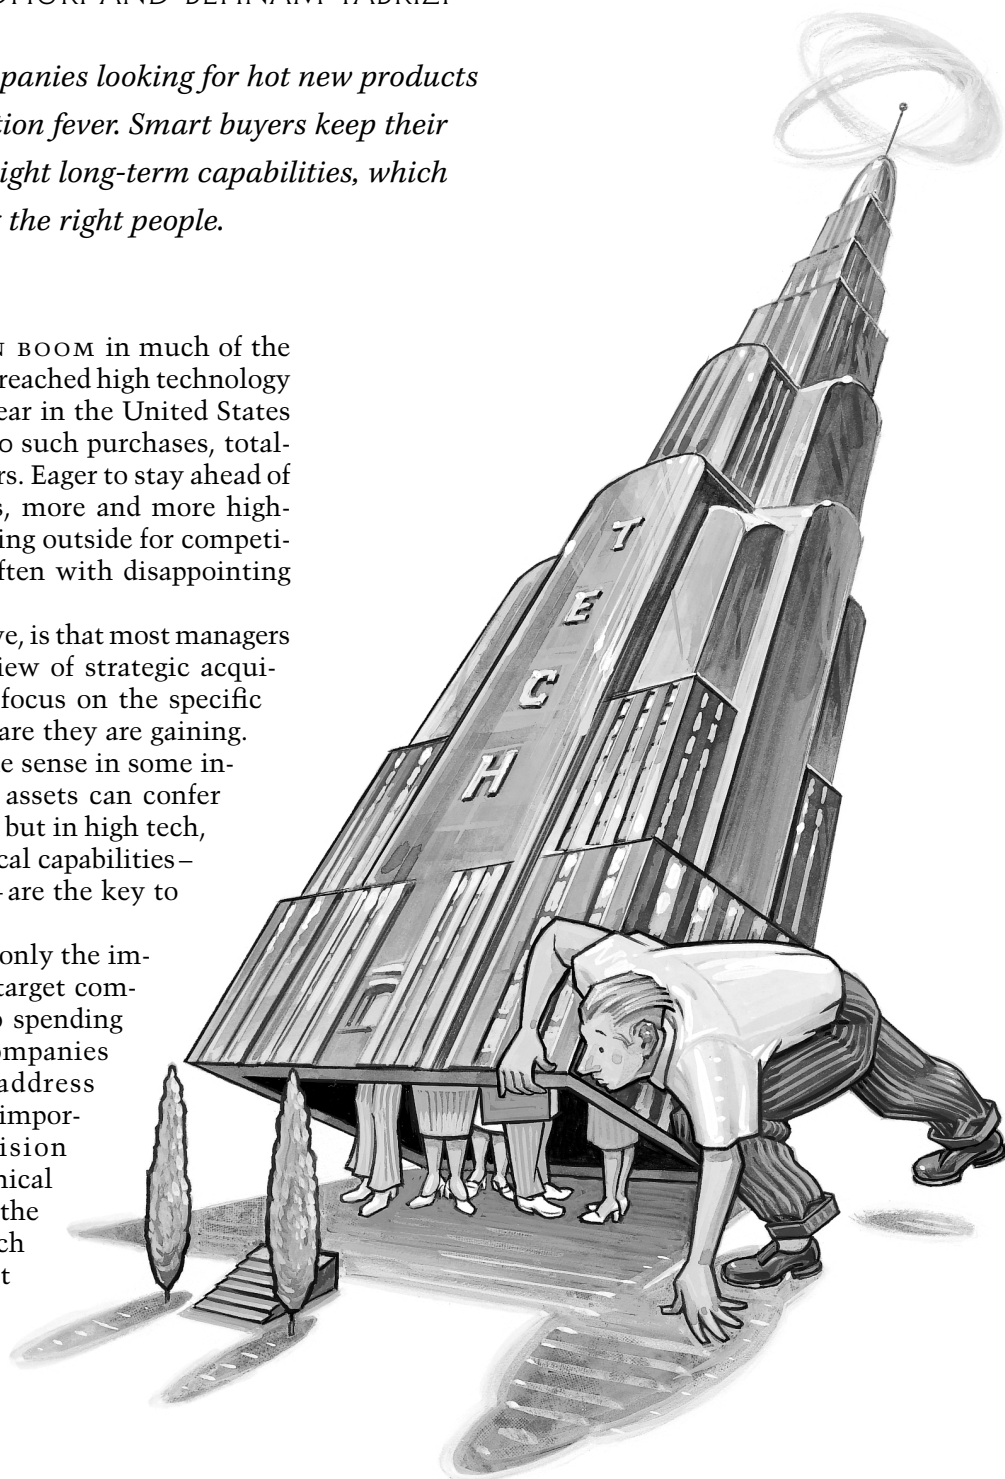 AND BEHNAM TABRIZI
panies looking for hot new products
tion fever. Smart buyers keep their
ight long-term capabilities, which
the right people.
N BOOM in much of the
reached high technology
ear in the United States
o such purchases, total-
rs. Eager to stay ahead of
s, more and more high-
ing outside for competi-
ften with disappointing
ve, is that most managers
iew of strategic acqui-
focus on the specific
are they are gaining.
e sense in some in-
assets can confer
but in high tech,
cal capabilities–
–are the key to
only the im-
target com-
o spending
ompanies
address
impor-
ision
nical
the
ch
t
T
E
C
H